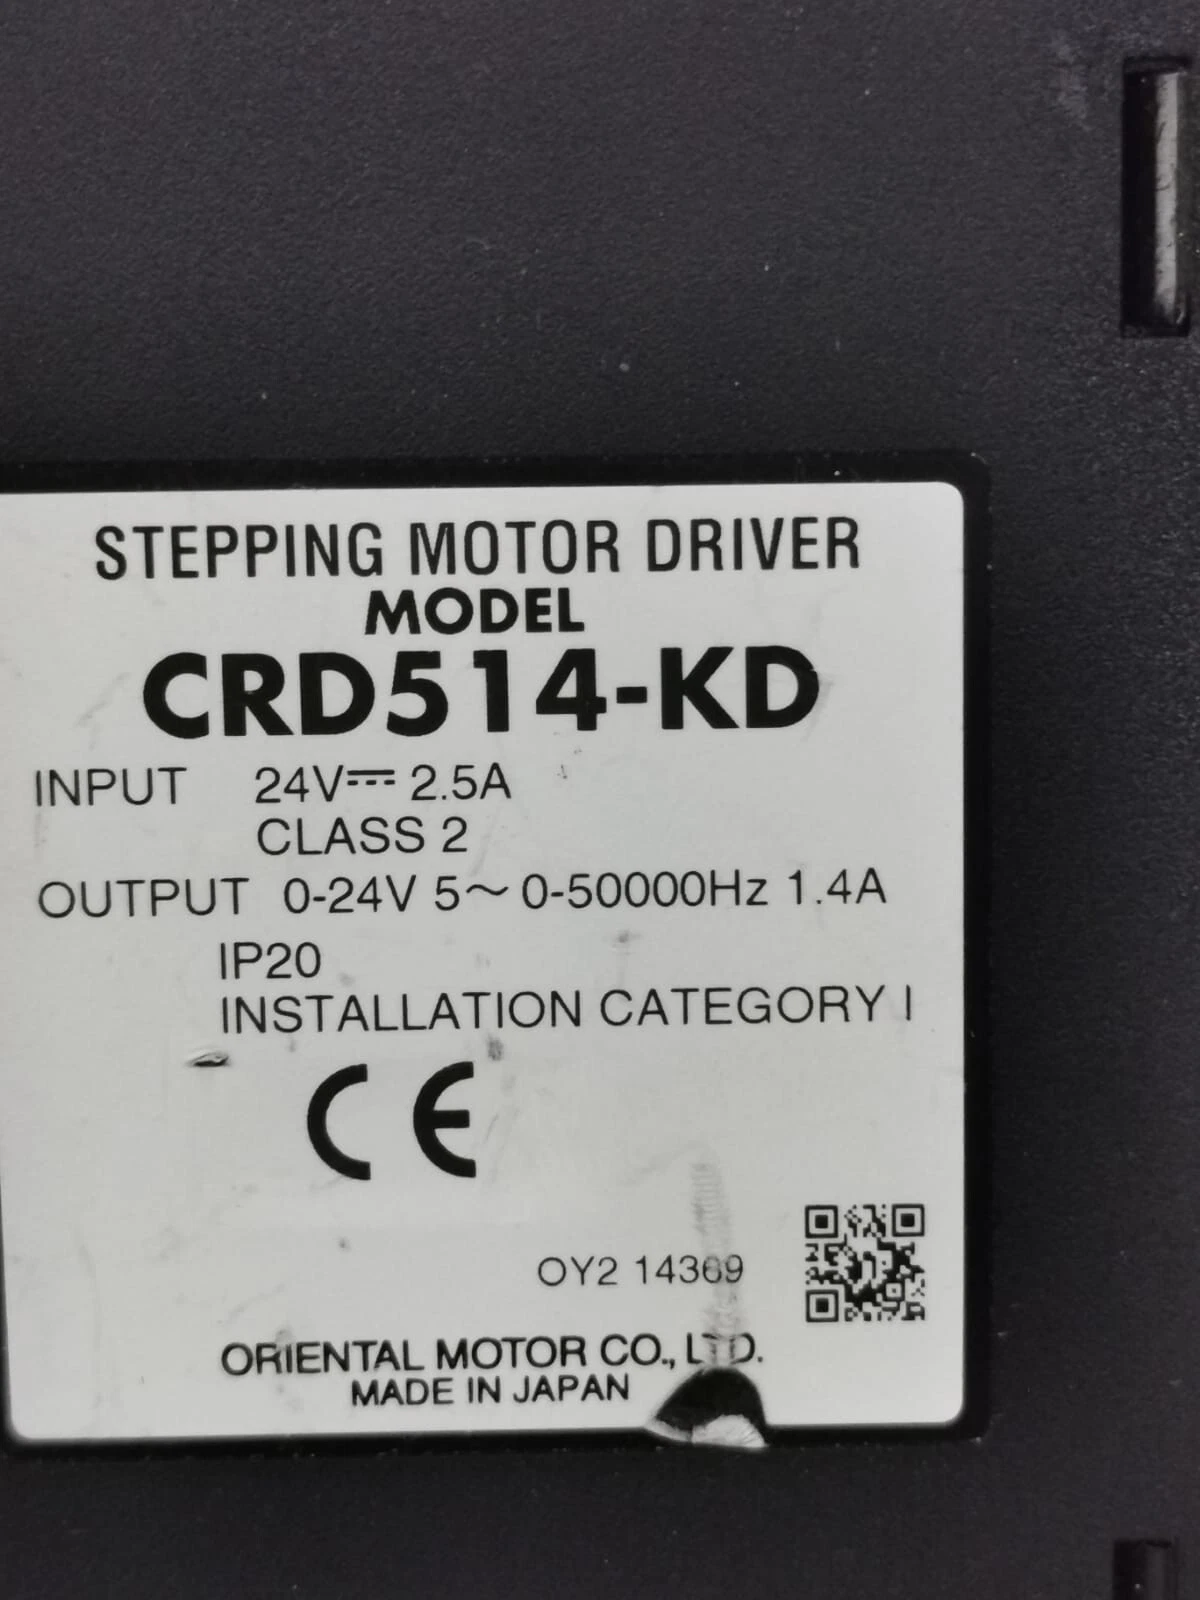 STEPPING MOTOR DRIVER
MODEL
CRD514-KD
INPUT 24V⎓ 2.5A
CLASS 2
OUTPUT 0-24V 5～ 0-50000Hz 1.4A
IP20
INSTALLATION CATEGORY I
CE
OY2 14369
ORIENTAL MOTOR CO., LTD.
MADE IN JAPAN